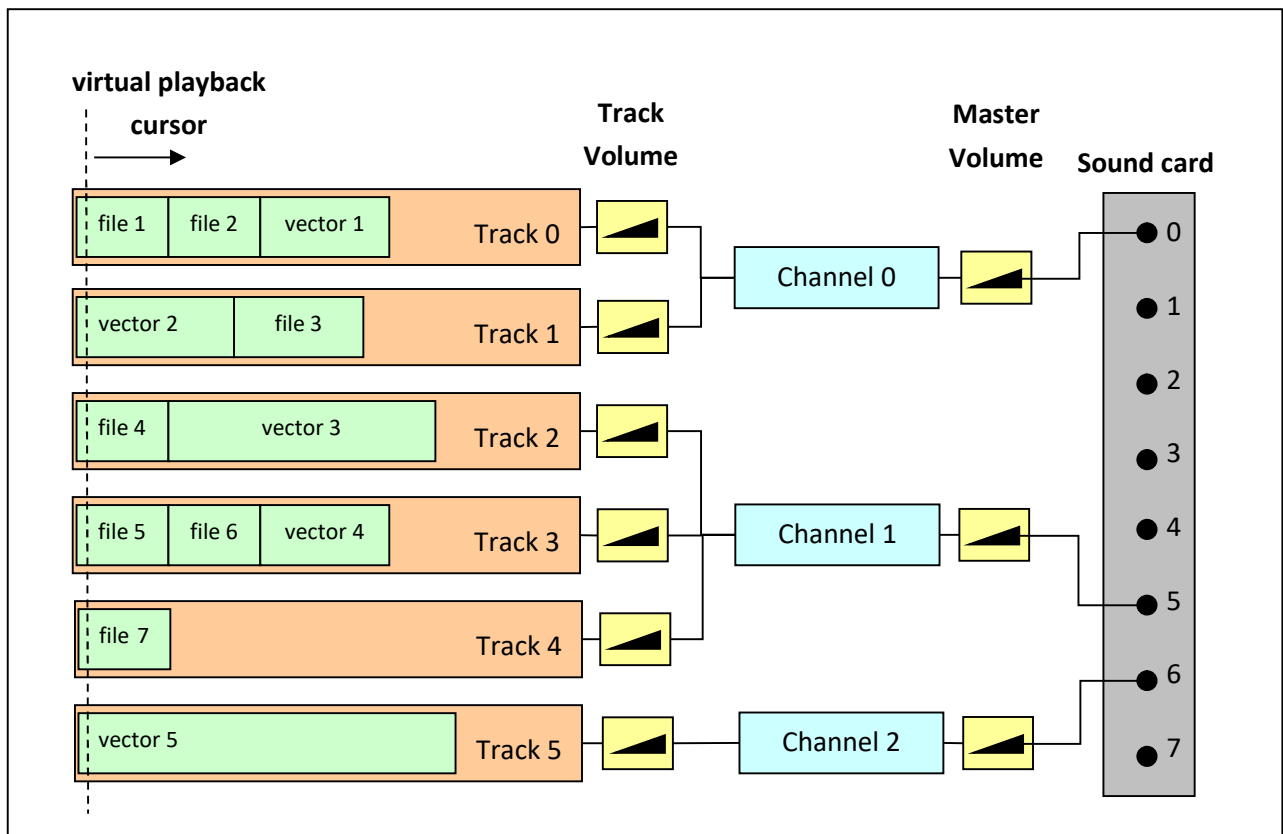 virtual playback
cursor
Track
Volume
Master
Volume
Sound card
file 1 file 2 vector 1 Track 0
Channel 0
0
vector 2 file 3 Track 1
1
2
file 4 vector 3 Track 2
3
file 5 file 6 vector 4 Track 3
Channel 1
4
file 7 Track 4
5
6
vector 5 Track 5
Channel 2
7